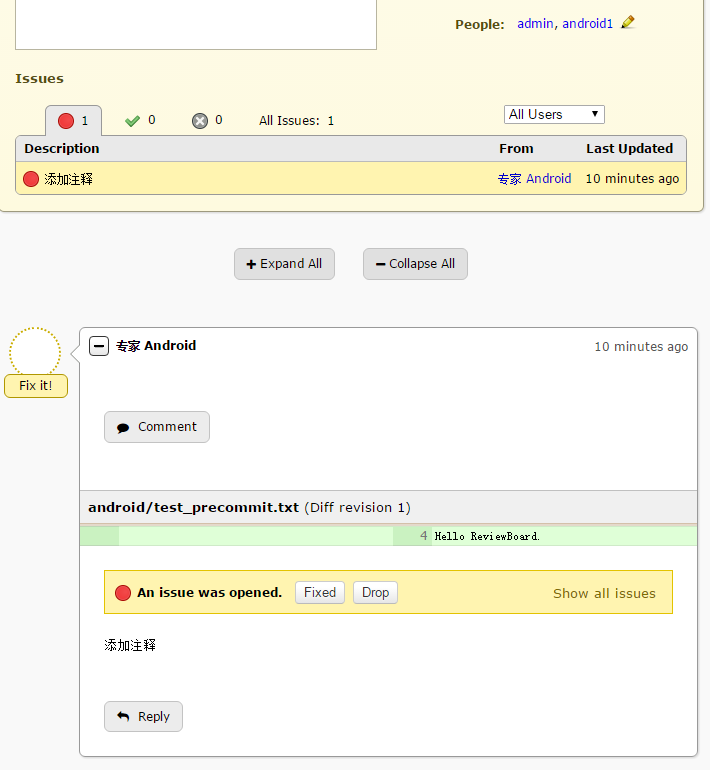 People: admin, android1
Issues
1 0 0 All Issues: 1 All Users
Description From Last Updated
添加注释 专家 Android 10 minutes ago
Expand All Collapse All
专家 Android 10 minutes ago
Fix it!
Comment
android/test_precommit.txt (Diff revision 1)
4 Hello ReviewBoard.
An issue was opened. Fixed Drop Show all issues
添加注释
Reply